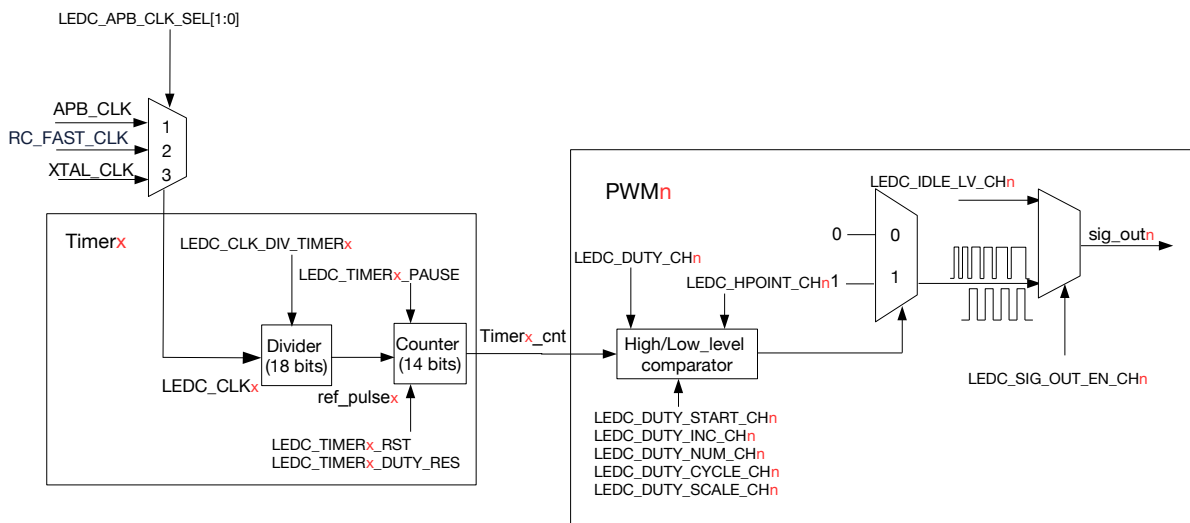 LEDC_APB_CLK_SEL[1:0]
APB_CLK
RC_FAST_CLK
XTAL_CLK
1
2
3
Timerx
LEDC_CLK_DIV_TIMERx
LEDC_TIMERx_PAUSE
Divider
(18 bits)
Counter
(14 bits)
LEDC_CLKx
ref_pulsex
LEDC_TIMERx_RST
LEDC_TIMERx_DUTY_RES
Timerx_cnt
PWMn
LEDC_DUTY_CHn
LEDC_HPOINT_CHn
High/Low_level
comparator
LEDC_DUTY_START_CHn
LEDC_DUTY_INC_CHn
LEDC_DUTY_NUM_CHn
LEDC_DUTY_CYCLE_CHn
LEDC_DUTY_SCALE_CHn
0
1
0
1
LEDC_IDLE_LV_CHn
sig_outn
LEDC_SIG_OUT_EN_CHn